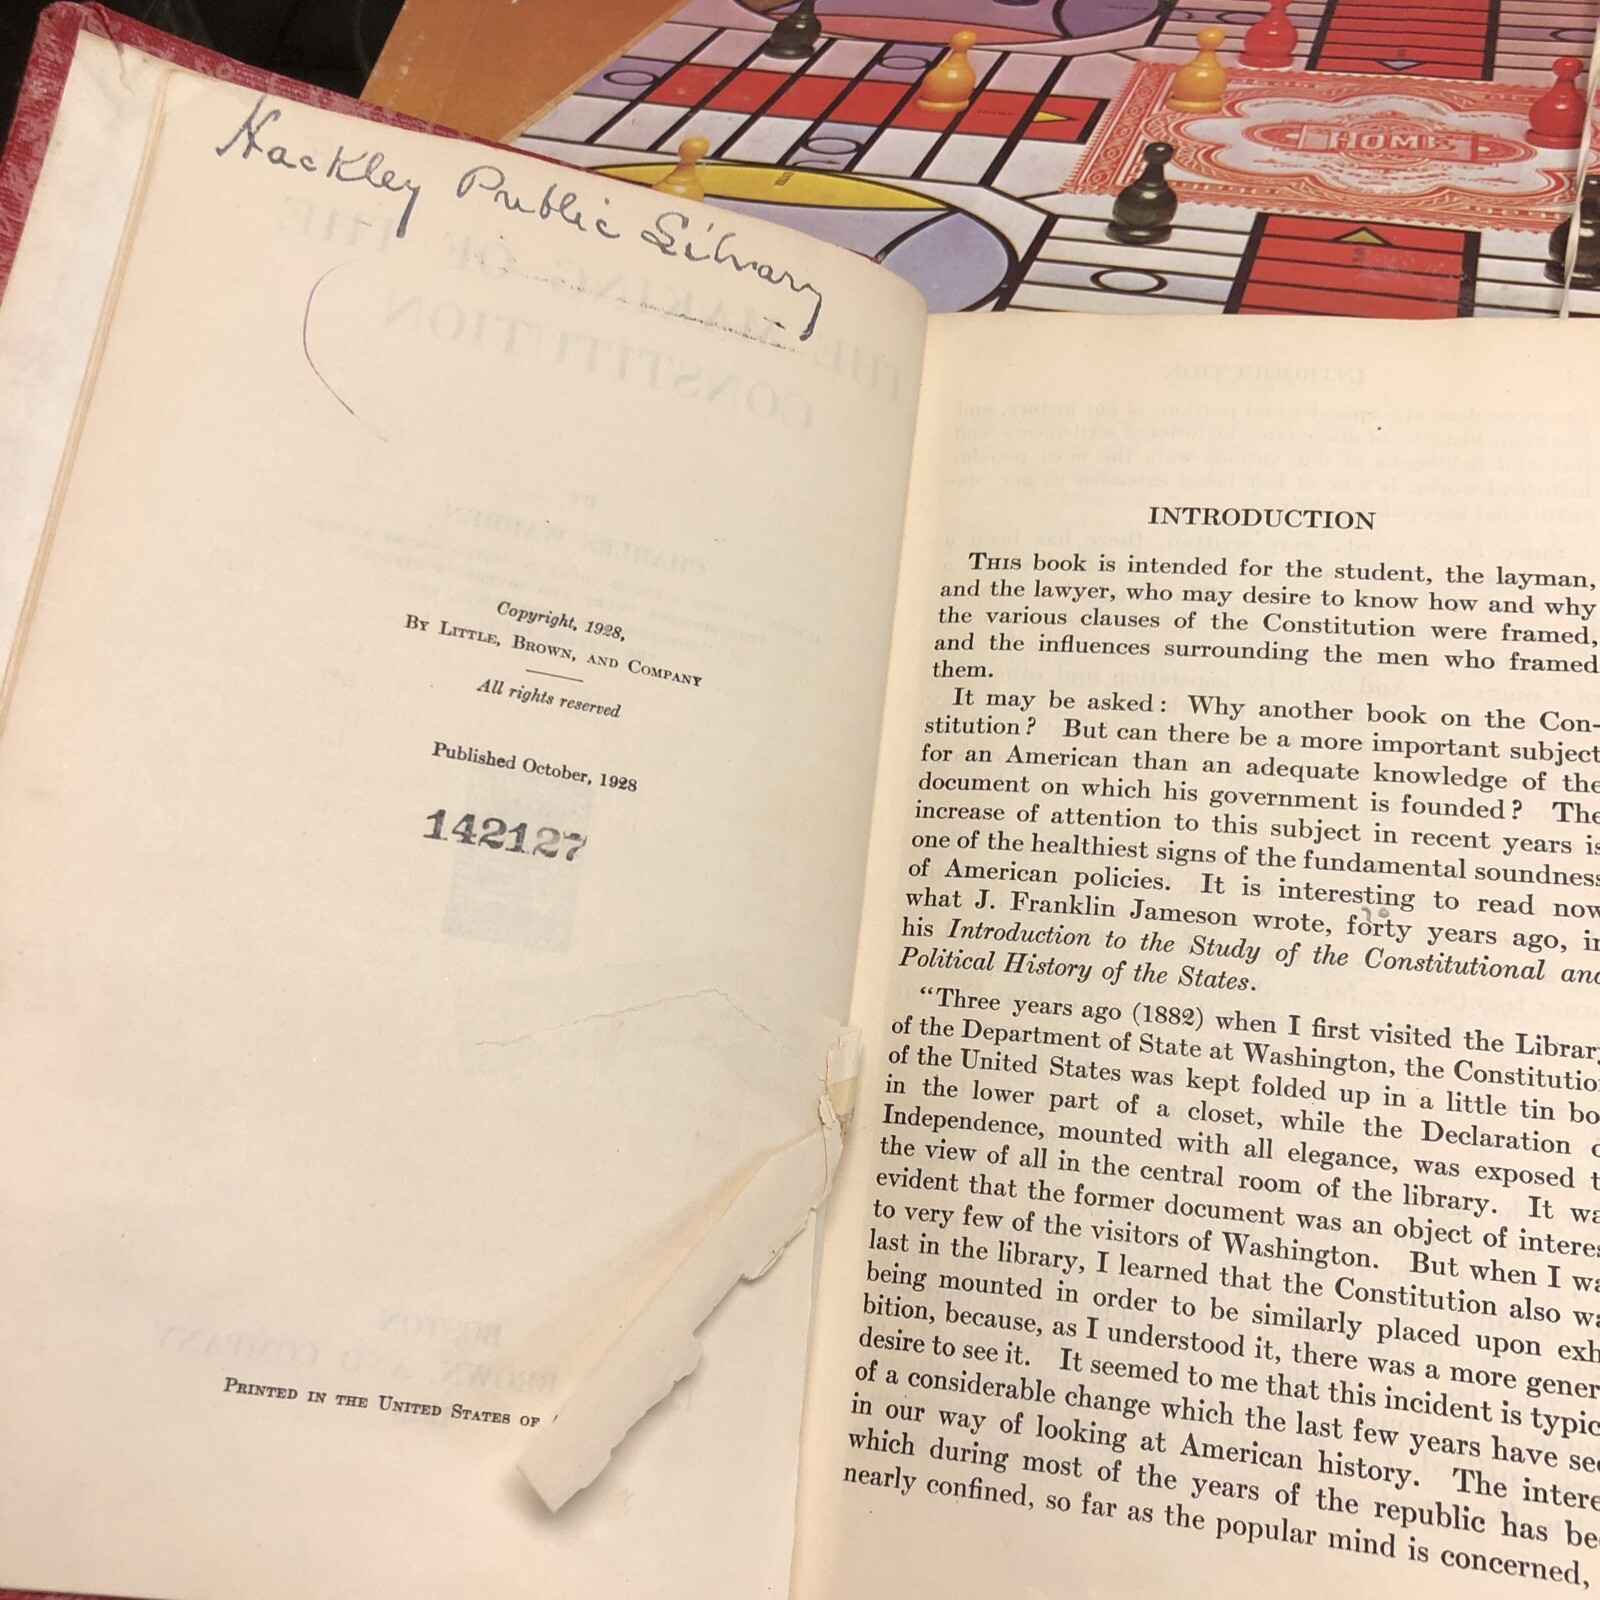 Hackley Public Library
Copyright, 1928,
By Little, Brown, and Company
All rights reserved
Published October, 1928
142127
Printed in the United States of
HOME
INTRODUCTION
This book is intended for the student, the layman,
and the lawyer, who may desire to know how and why
the various clauses of the Constitution were framed,
and the influences surrounding the men who framed
them.
It may be asked: Why another book on the Con-
stitution? But can there be a more important subject
for an American than an adequate knowledge of the
document on which his government is founded? The
increase of attention to this subject in recent years is
one of the healthiest signs of the fundamental soundness
of American policies. It is interesting to read now
what J. Franklin Jameson wrote, forty years ago, in
his Introduction to the Study of the Constitutional and
Political History of the States.
"Three years ago (1882) when I first visited the Library
of the Department of State at Washington, the Constitutio
of the United States was kept folded up in a little tin bo
in the lower part of a closet, while the Declaration o
Independence, mounted with all elegance, was exposed t
the view of all in the central room of the library. It wa
evident that the former document was an object of interes
to very few of the visitors of Washington. But when I wa
last in the library, I learned that the Constitution also wa
being mounted in order to be similarly placed upon exh
bition, because, as I understood it, there was a more gener
desire to see it. It seemed to me that this incident is typic
of a considerable change which the last few years have see
in our way of looking at American history. The intere
which during most of the years of the republic has be
nearly confined, so far as the popular mind is concerned,